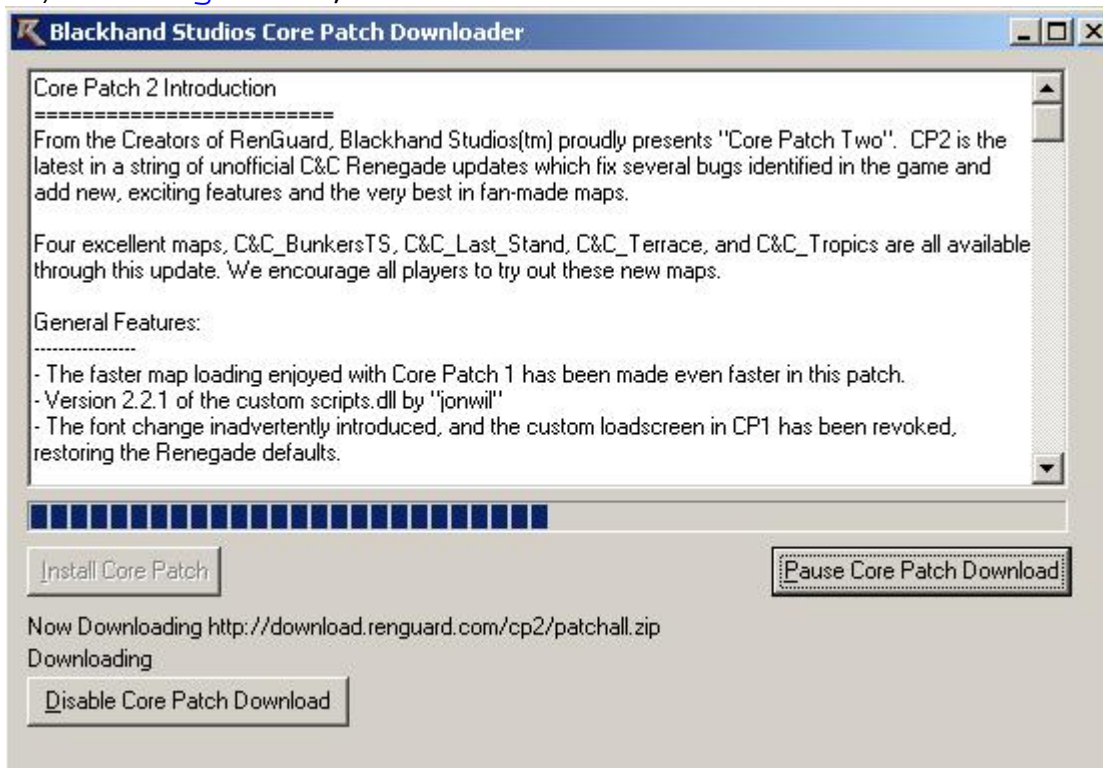 Blackhand Studios Core Patch Downloader
Core Patch 2 Introduction
=========================
From the Creators of RenGuard, Blackhand Studios(tm) proudly presents "Core Patch Two".  CP2 is the
latest in a string of unofficial C&C Renegade updates which fix several bugs identified in the game and
add new, exciting features and the very best in fan-made maps.
Four excellent maps, C&C_BunkersTS, C&C_Last_Stand, C&C_Terrace, and C&C_Tropics are all available
through this update. We encourage all players to try out these new maps.
General Features:
----------------
- The faster map loading enjoyed with Core Patch 1 has been made even faster in this patch.
- Version 2.2.1 of the custom scripts.dll by "jonwil"
- The font change inadvertently introduced, and the custom loadscreen in CP1 has been revoked,
restoring the Renegade defaults.
Install Core Patch
Pause Core Patch Download
Now Downloading http://download.renguard.com/cp2/patchall.zip
Downloading
Disable Core Patch Download